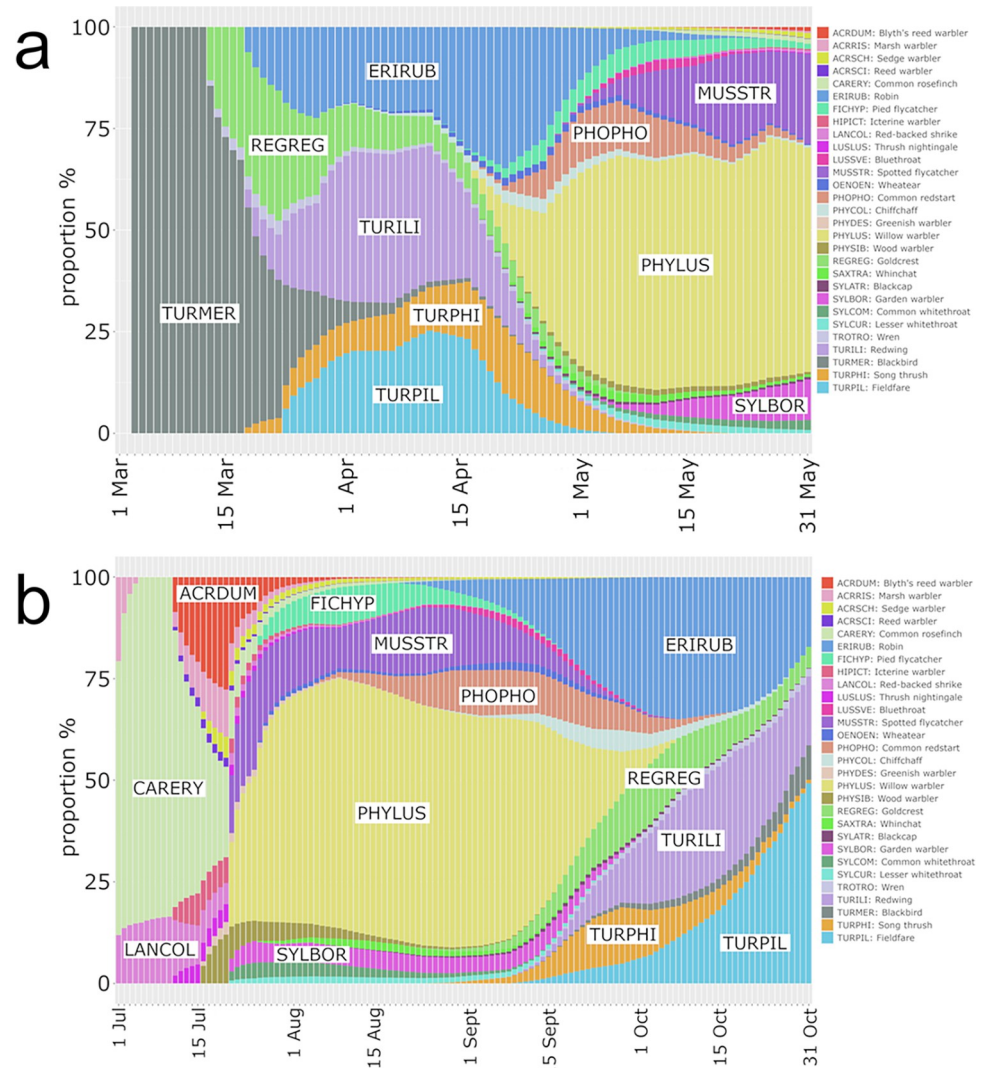 a
100
75
50
25
0
proportion %
ERIRUB
REGREG
TURILI
TURMER
TURPHI
TURPIL
PHOPHO
MUSSTR
PHYLUS
SYLBOR
1 Mar
15 Mar
1 Apr
15 Apr
1 May
15 May
31 May
ACRDUM: Blyth's reed warbler
ACRRIS: Marsh warbler
ACRSCH: Sedge warbler
ACRSCI: Reed warbler
CARERY: Common rosefinch
ERIRUB: Robin
FICHYP: Pied flycatcher
HIPICT: Icterine warbler
LANCOL: Red-backed shrike
LUSLUS: Thrush nightingale
LUSSVE: Bluethroat
MUSSTR: Spotted flycatcher
OENOEN: Wheatear
PHOPHO: Common redstart
PHYCOL: Chiffchaff
PHYDES: Greenish warbler
PHYLUS: Willow warbler
PHYSIB: Wood warbler
REGREG: Goldcrest
SAXTRA: Whinchat
SYLATR: Blackcap
SYLBOR: Garden warbler
SYLCOM: Common whitethroat
SYLCUR: Lesser whitethroat
TROTRO: Wren
TURILI: Redwing
TURMER: Blackbird
TURPHI: Song thrush
TURPIL: Fieldfare
b
100
75
50
25
0
proportion %
ACRDUM
FICHYP
MUSSTR
ERIRUB
PHOPHO
CARERY
REGREG
PHYLUS
TURILI
TURPHI
LANCOL
SYLBOR
TURPIL
1 Jul
15 Jul
1 Aug
15 Aug
1 Sept
5 Sept
1 Oct
15 Oct
31 Oct
ACRDUM: Blyth's reed warbler
ACRRIS: Marsh warbler
ACRSCH: Sedge warbler
ACRSCI: Reed warbler
CARERY: Common rosefinch
ERIRUB: Robin
FICHYP: Pied flycatcher
HIPICT: Icterine warbler
LANCOL: Red-backed shrike
LUSLUS: Thrush nightingale
LUSSVE: Bluethroat
MUSSTR: Spotted flycatcher
OENOEN: Wheatear
PHOPHO: Common redstart
PHYCOL: Chiffchaff
PHYDES: Greenish warbler
PHYLUS: Willow warbler
PHYSIB: Wood warbler
REGREG: Goldcrest
SAXTRA: Whinchat
SYLATR: Blackcap
SYLBOR: Garden warbler
SYLCOM: Common whitethroat
SYLCUR: Lesser whitethroat
TROTRO: Wren
TURILI: Redwing
TURMER: Blackbird
TURPHI: Song thrush
TURPIL: Fieldfare